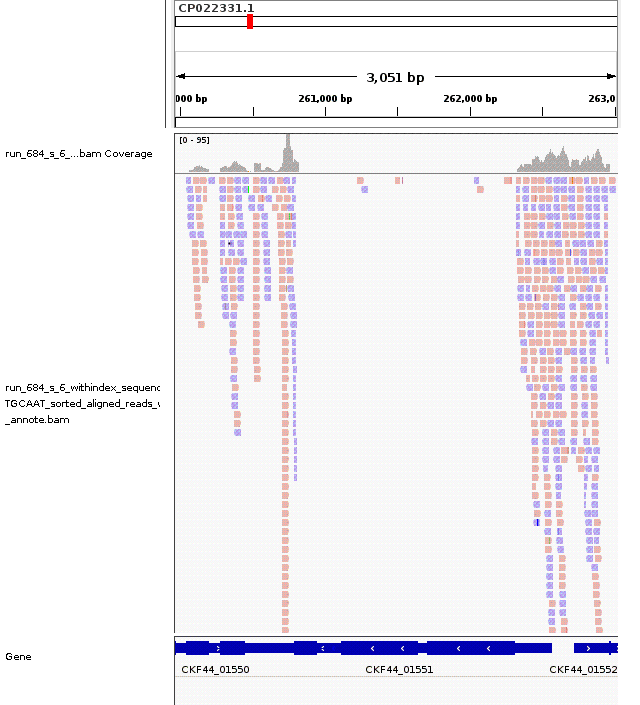 CP022331.1
3,051 bp
000 bp 261,000 bp 262,000 bp 263,0
[0 - 95]
run_684_s_6_...bam Coverage
run_684_s_6_withindex_sequenc
TGCAAT_sorted_aligned_reads_
_annote.bam
Gene
CKF44_01550 CKF44_01551 CKF44_01552